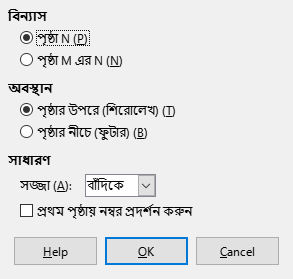 বিন্যাস
পৃষ্ঠা N (P)
পৃষ্ঠা M এর N (N)
অবস্থান
পৃষ্ঠার উপরে (শিরোলেখ) (T)
পৃষ্ঠার নীচে (ফুটার) (B)
সাধারণ
সজ্জা (A): বাঁদিকে
প্রথম পৃষ্ঠায় নম্বর প্রদর্শন করুন
Help OK Cancel